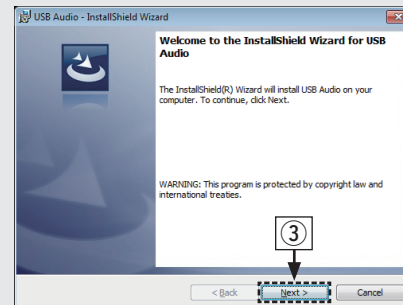 USB Audio - InstallShield Wizard
Welcome to the InstallShield Wizard for USB
Audio
The InstallShield(R) Wizard will install USB Audio on your
computer. To continue, click Next.
WARNING: This program is protected by copyright law and
international treaties.
③
< Back Next > Cancel